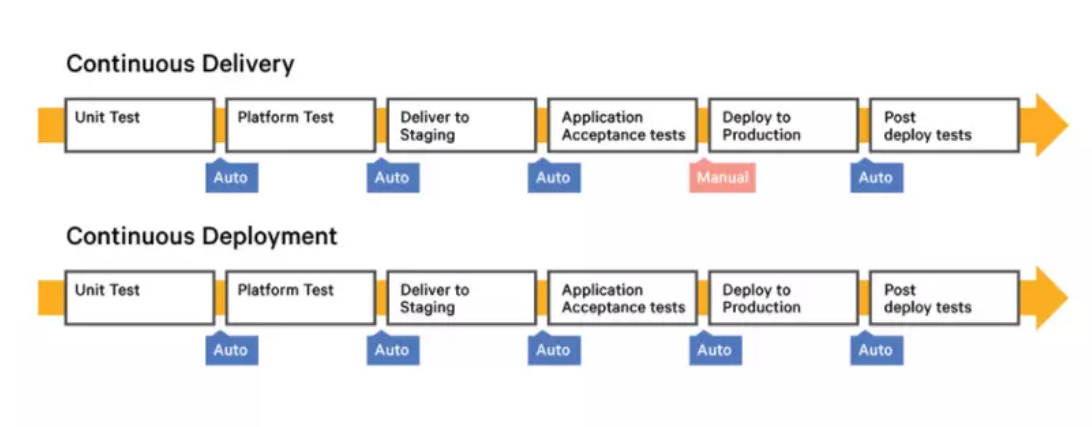 Continuous Delivery
Unit Test
Platform Test
Deliver to
Staging
Application
Acceptance tests
Deploy to
Production
Post
deploy tests
Auto
Auto
Auto
Manual
Auto
Continuous Deployment
Unit Test
Platform Test
Deliver to
Staging
Application
Acceptance tests
Deploy to
Production
Post
deploy tests
Auto
Auto
Auto
Auto
Auto